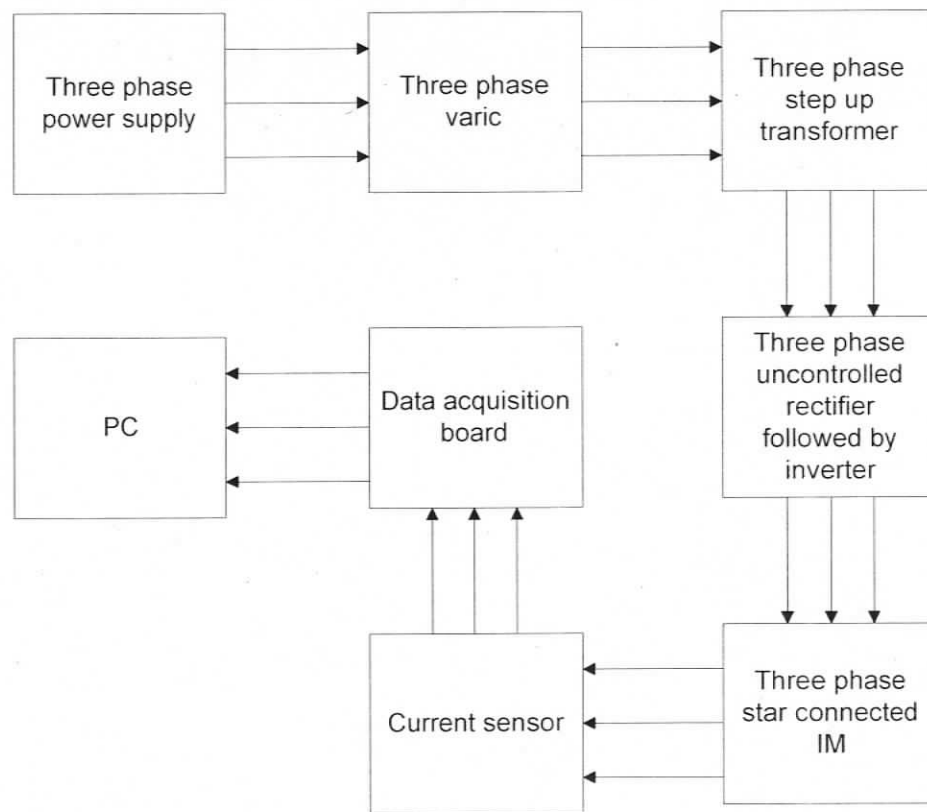 Three phase
power supply
Three phase
varic
Three phase
step up
transformer
PC
Data acquisition
board
Three phase
uncontrolled
rectifier
followed by
inverter
Current sensor
Three phase
star connected
IM